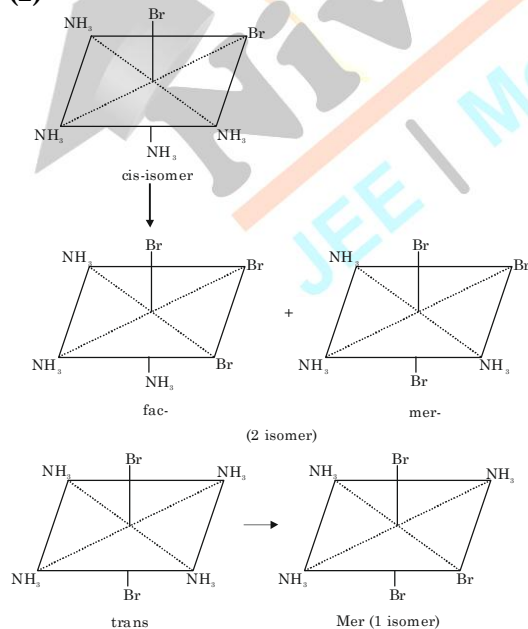 Br
NH₃ Br
NH₃ NH₃
NH₃
cis-isomer
JEE
Br Br
NH₃ Br + NH₃ Br
NH₃ Br NH₃ NH₃
NH₃ Br
fac- mer-
(2 isomer)
Br Br
NH₃ NH₃ NH₃ NH₃
NH₃ NH₃ NH₃ Br
Br Br
trans Mer (1 isomer)